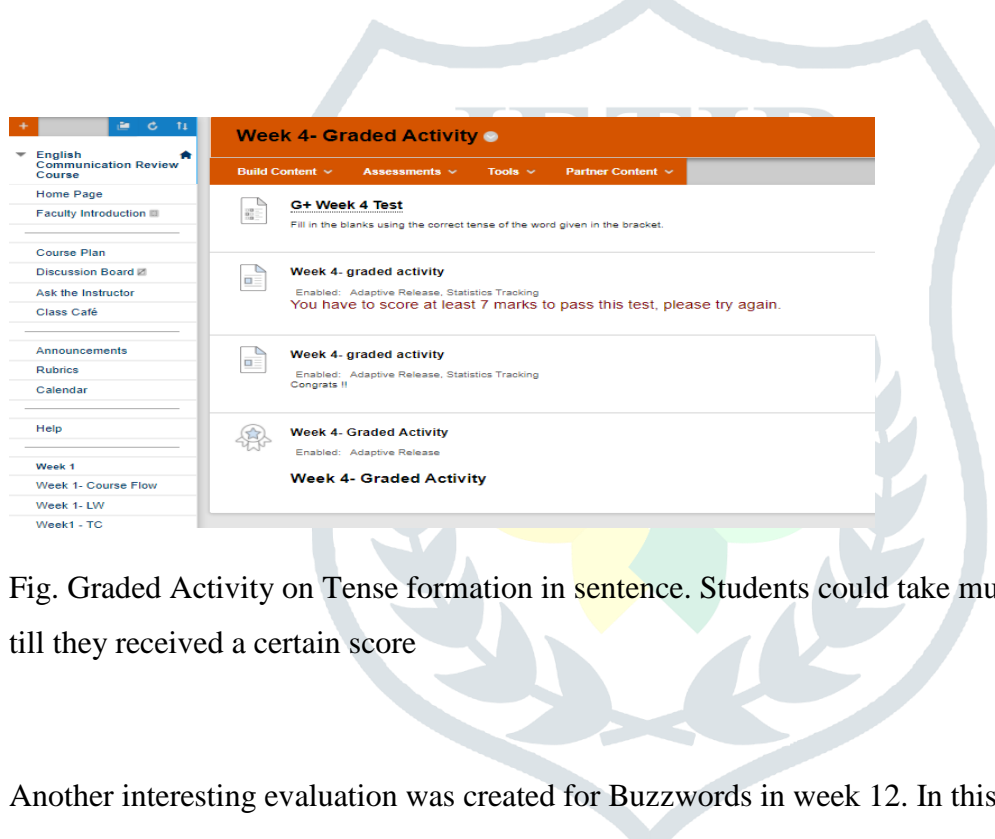 English
Communication Review
Course
Home Page
Faculty Introduction
Course Plan
Discussion Board
Ask the Instructor
Class Café
Announcements
Rubrics
Calendar
Help
Week 1
Week 1- Course Flow
Week 1- LW
Week1 - TC
Week 4- Graded Activity
Build Content Assessments Tools Partner Content
G+ Week 4 Test
Fill in the blanks using the correct tense of the word given in the bracket.
Week 4- graded activity
Enabled: Adaptive Release, Statistics Tracking
You have to score at least 7 marks to pass this test, please try again.
Week 4- graded activity
Enabled: Adaptive Release, Statistics Tracking
Congrats !!
Week 4- Graded Activity
Enabled: Adaptive Release
Week 4- Graded Activity
Fig. Graded Activity on Tense formation in sentence. Students could take mu
till they received a certain score
Another interesting evaluation was created for Buzzwords in week 12. In this